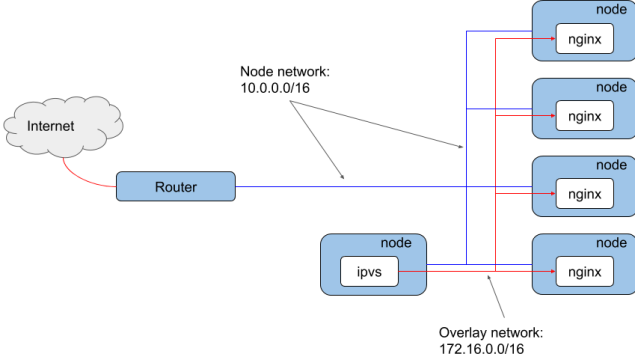 node
nginx
Node network:
10.0.0.0/16
node
nginx
Internet
node
Router
nginx
node
node
ipvs
nginx
Overlay network:
172.16.0.0/16